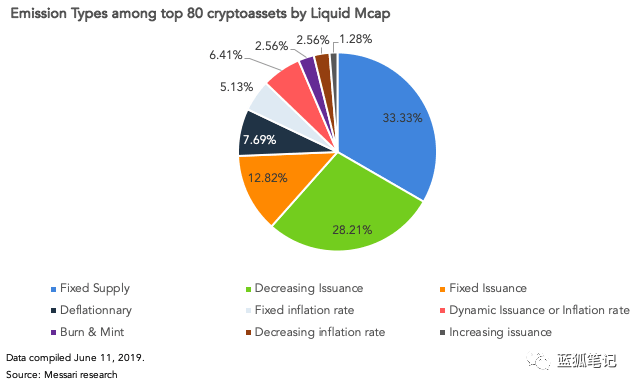 Emission Types among top 80 cryptoassets by Liquid Mcap
2.56%
2.56%
1.28%
6.41%
5.13%
33.33%
7.69%
12.82%
28.21%
Fixed Supply
Decreasing Issuance
Fixed Issuance
Deflationnary
Fixed inflation rate
Dynamic Issuance or Inflation rate
Burn & Mint
Decreasing inflation rate
Increasing issuance
Data compiled June 11, 2019.
Source: Messari research
蓝狐笔记